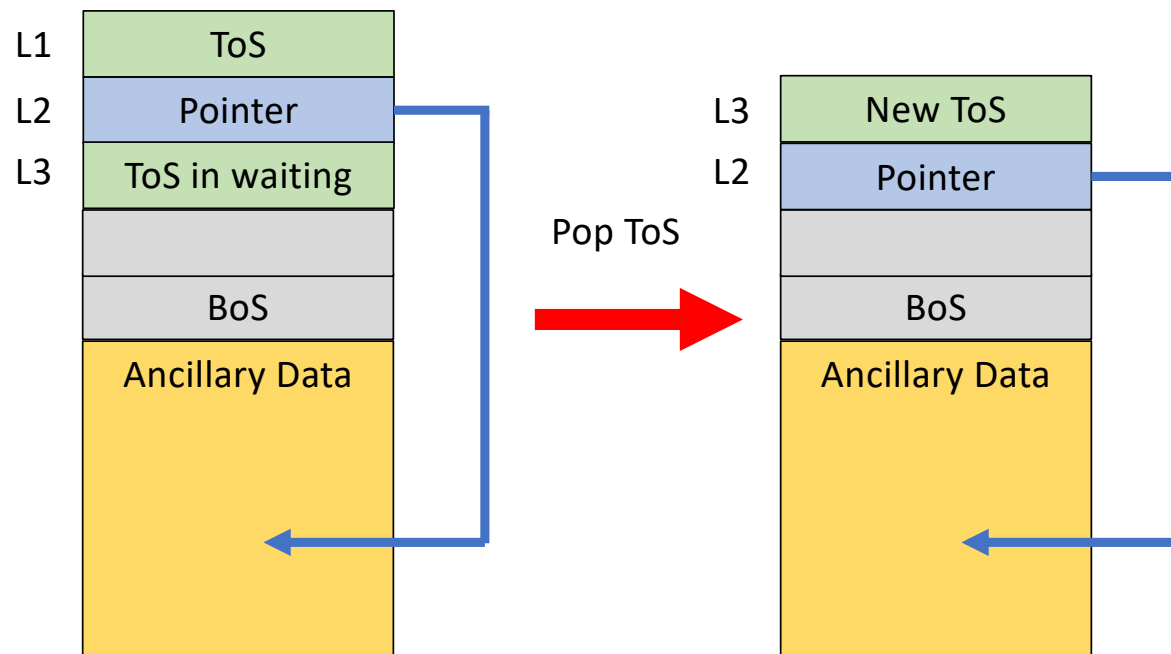 L1 ToS
L2 Pointer
L3 ToS in waiting
BoS
Ancillary Data
Pop ToS
L3 New ToS
L2 Pointer
BoS
Ancillary Data